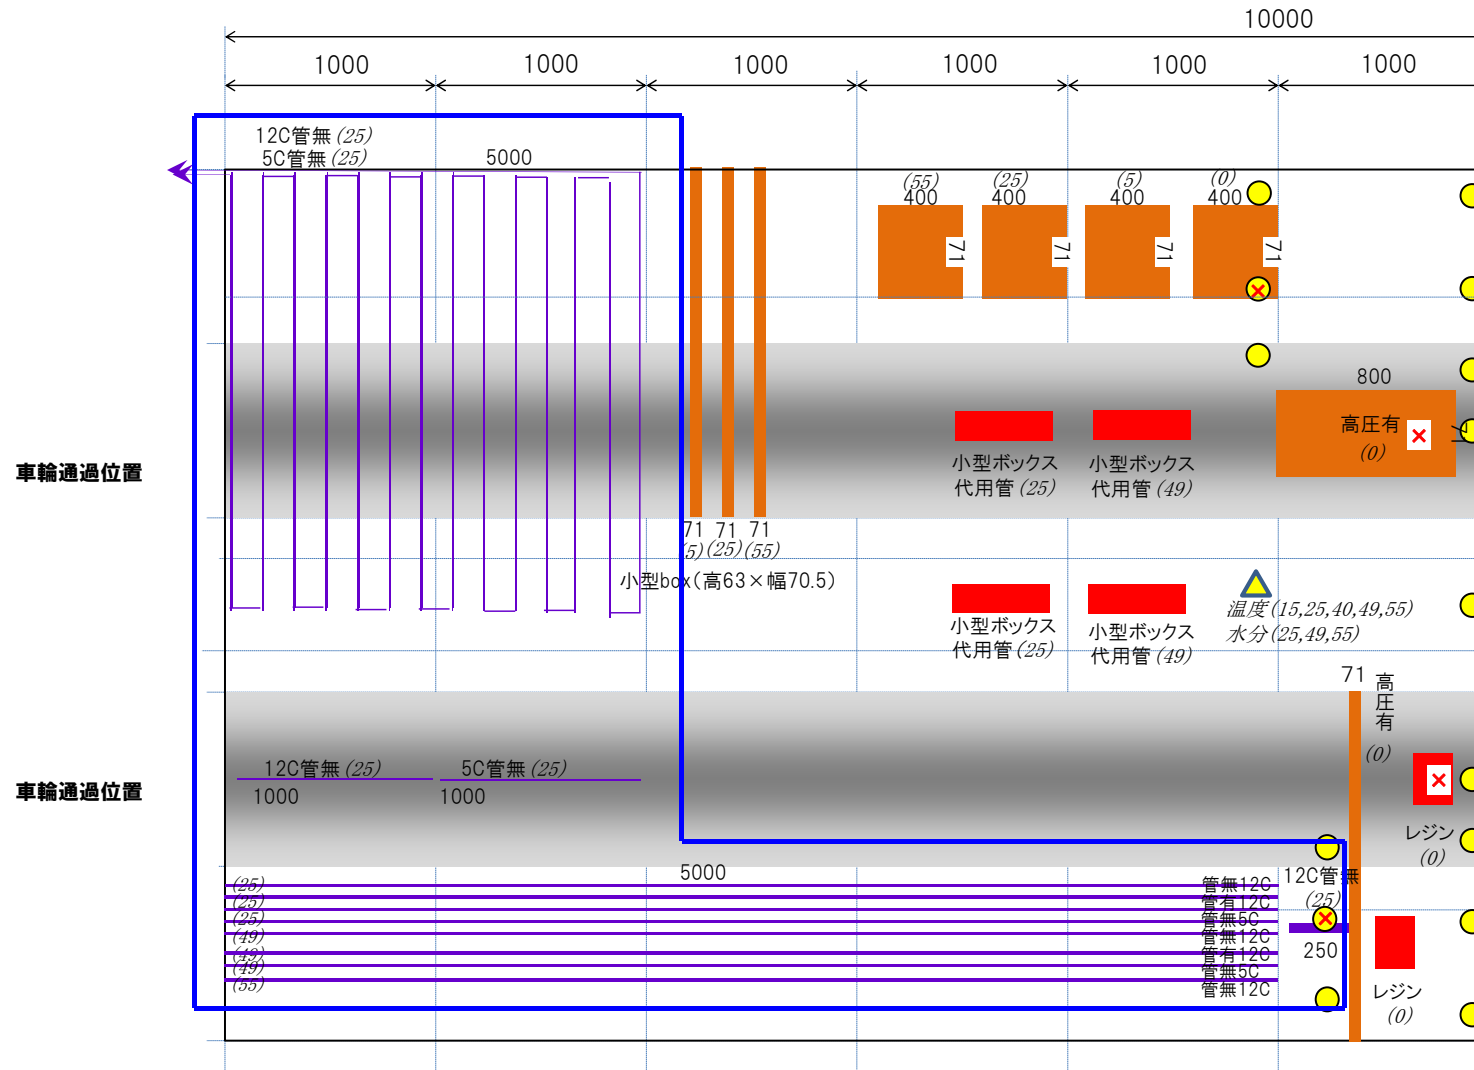 10000
1000
1000
1000
1000
1000
1000
12C管無(25)
5C管無(25)
5000
(55)
400
71
(25)
400
71
(5)
400
71
(0)
400
71
車輪通過位置
小型ボックス
代用管(25)
小型ボックス
代用管(49)
800
高圧有
(0)
71
(5)
71
(25)
71
(55)
小型box(高63×幅70.5)
小型ボックス
代用管(25)
小型ボックス
代用管(49)
温度(15,25,40,49,55)
水分(25,49,55)
71
高圧有
(0)
車輪通過位置
12C管無(25)
1000
5C管無(25)
1000
レジン
(0)
5000
(25)
(25)
(25)
(49)
(49)
(49)
(55)
管無12C
管有12C
管無5C
管無12C
管有12C
管無5C
管無12C
12C管無
(25)
250
レジン
(0)